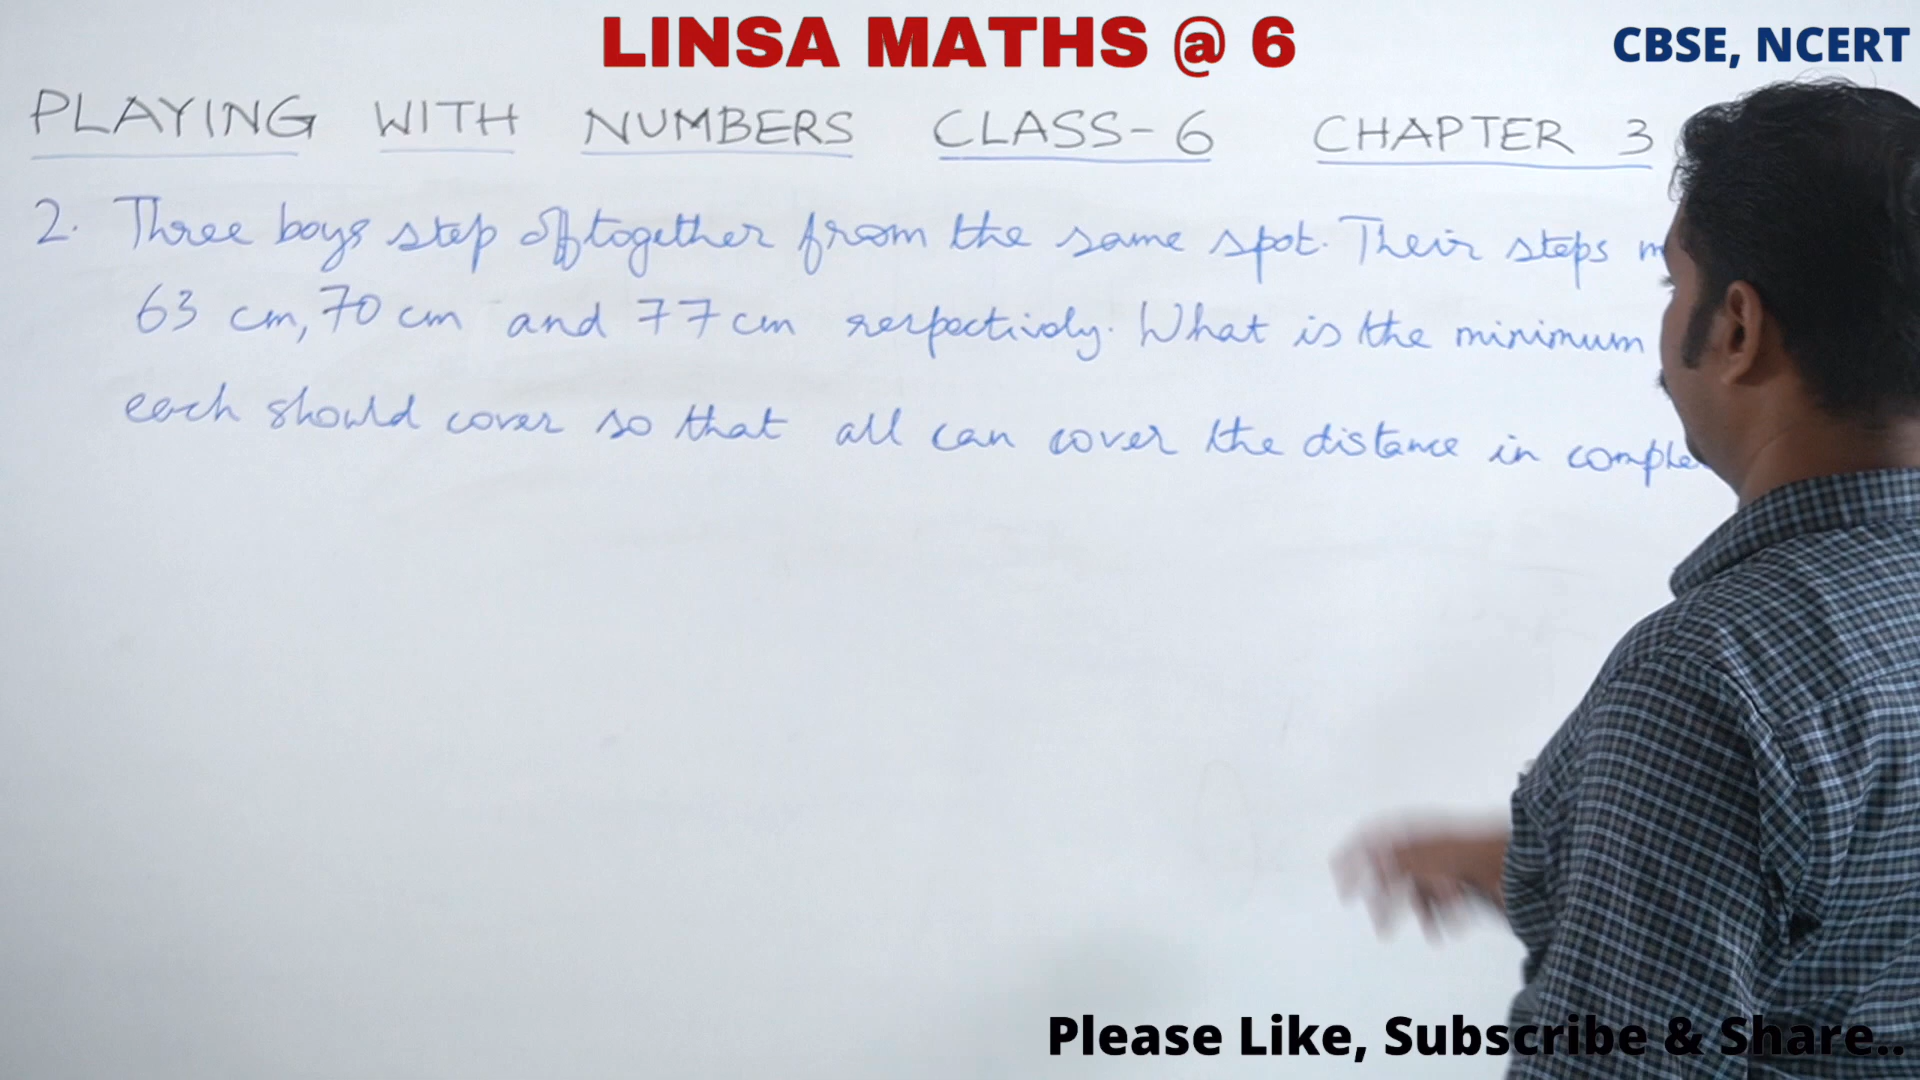 LINSA MATHS @ 6
CBSE, NCERT
PLAYING WITH NUMBERS CLASS-6 CHAPTER 3
2. Three boys step off together from the same spot. Their steps m
63 cm, 70 cm and 77 cm respectively. What is the minimum
each should cover so that all can cover the distance in comple
Please Like, Subscribe & Share..